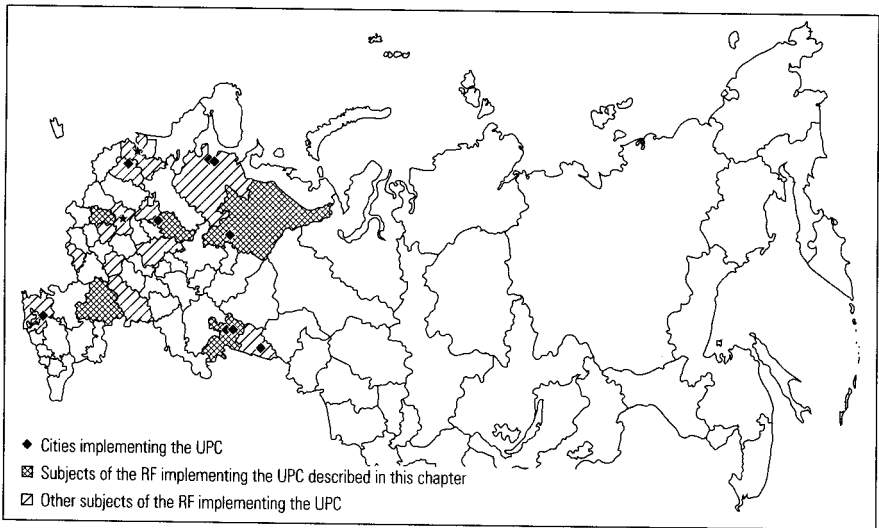 Cities implementing the UPC
Subjects of the RF implementing the UPC described in this chapter
Other subjects of the RF implementing the UPC